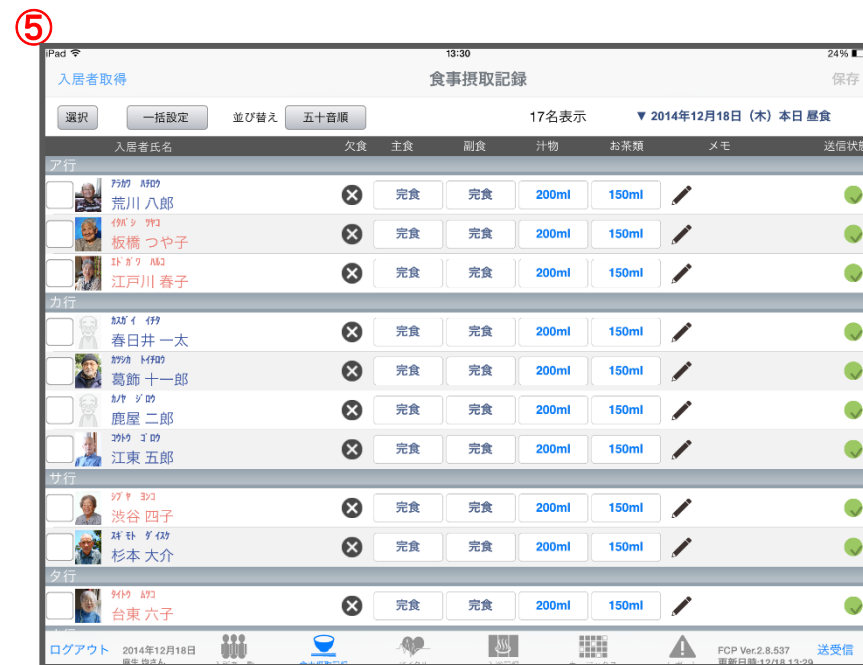 ⑤
iPad 13:30 24%
入居者取得 食事摂取記録 保存
選択 一括設定 並び替え 五十音順 17名表示 ▼ 2014年12月18日（木）本日 昼食
入居者氏名 欠食 主食 副食 汁物 お茶類 メモ 送信状態
ア行
ｱﾗｶﾜ ﾊﾁﾛｳ
荒川 八郎 完食 完食 200ml 150ml
ｲﾀﾊﾞｼ ﾂﾔｺ
板橋 つや子 完食 完食 200ml 150ml
ｴﾄﾞｶﾞﾜ ﾊﾙｺ
江戸川 春子 完食 完食 200ml 150ml
カ行
ｶｽｶﾞｲ ｲﾁﾀ
春日井 一太 完食 完食 200ml 150ml
ｶﾂｼｶ ﾄｲﾁﾛｳ
葛飾 十一郎 完食 完食 200ml 150ml
ｶﾉﾔ ｼﾞﾛｳ
鹿屋 二郎 完食 完食 200ml 150ml
ｺｳﾄｳ ｺﾞﾛｳ
江東 五郎 完食 完食 200ml 150ml
サ行
ｼﾌﾞﾔ ﾖﾝｺ
渋谷 四子 完食 完食 200ml 150ml
ｽｷﾞﾓﾄ ﾀﾞｲｽｹ
杉本 大介 完食 完食 200ml 150ml
タ行
ﾀｲﾄｳ ﾑﾂｺ
台東 六子 完食 完食 200ml 150ml
ログアウト 2014年12月18日 FCP Ver.2.8.537 送受信
更新日時:12/18 13:29